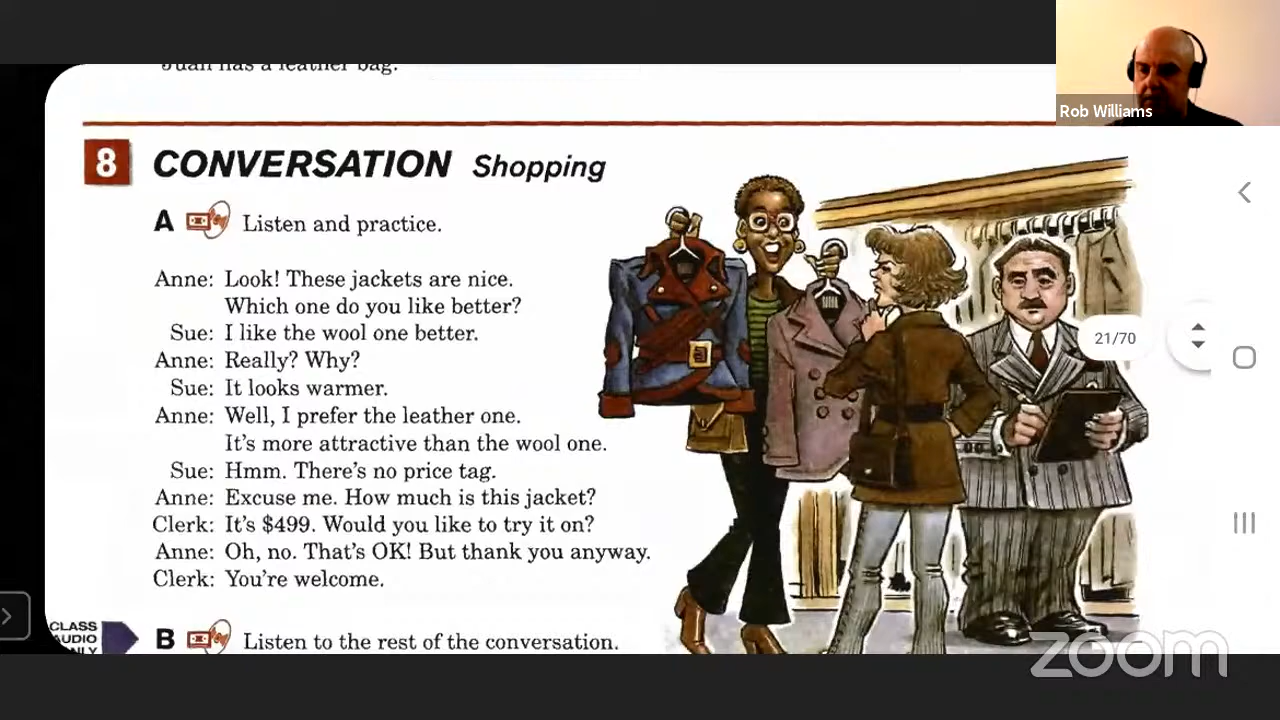 Juan has a leather bag.
Rob Williams
8 CONVERSATION Shopping
A Listen and practice.
Anne: Look! These jackets are nice.
Which one do you like better?
Sue: I like the wool one better.
Anne: Really? Why?
Sue: It looks warmer.
Anne: Well, I prefer the leather one.
It's more attractive than the wool one.
Sue: Hmm. There's no price tag.
Anne: Excuse me. How much is this jacket?
Clerk: It's $499. Would you like to try it on?
Anne: Oh, no. That's OK! But thank you anyway.
Clerk: You're welcome.
21/70
CLASS
AUDIO
ONLY
B Listen to the rest of the conversation.
zoom